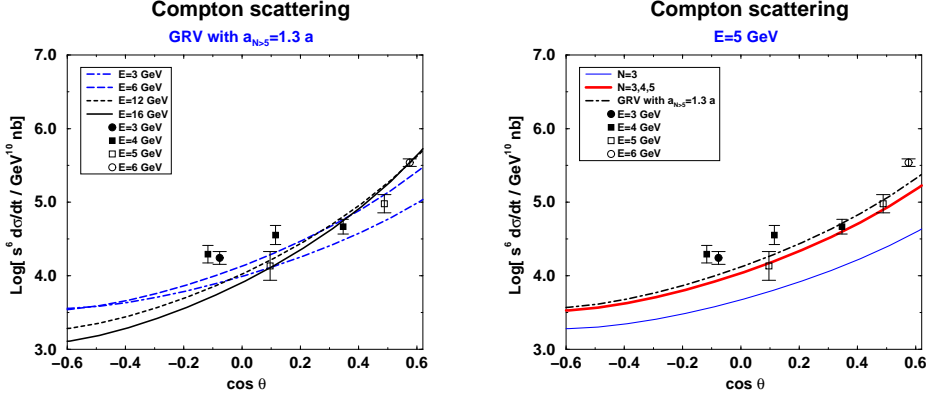 Compton scattering
GRV with a_{N>5}=1.3 a
Log[ s^6 dσ/dt / GeV^10 nb]
7.0
6.0
5.0
4.0
3.0
E=3 GeV
E=6 GeV
E=12 GeV
E=16 GeV
E=3 GeV
E=4 GeV
E=5 GeV
E=6 GeV
−0.6 −0.4 −0.2 0.0 0.2 0.4 0.6
cos θ
Compton scattering
E=5 GeV
Log[ s^6 dσ/dt / GeV^10 nb]
7.0
6.0
5.0
4.0
3.0
N=3
N=3,4,5
GRV with a_{N>5}=1.3 a
E=3 GeV
E=4 GeV
E=5 GeV
E=6 GeV
−0.6 −0.4 −0.2 0.0 0.2 0.4 0.6
cos θ